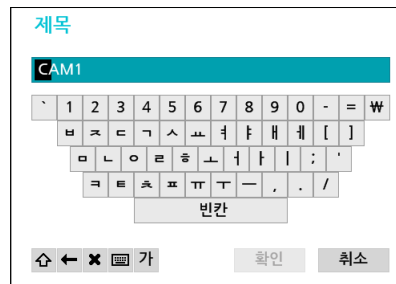 제목
CAM1
` 1 2 3 4 5 6 7 8 9 0 - = ₩
ㅂ ㅈ ㄷ ㄱ ㅅ ㅛ ㅕ ㅑ ㅐ ㅔ [ ]
ㅁ ㄴ ㅇ ㄹ ㅎ ㅗ ㅓ ㅏ ㅣ ; '
ㅋ ㅌ ㅊ ㅍ ㅠ ㅜ ㅡ , . /
빈칸
가 확인 취소